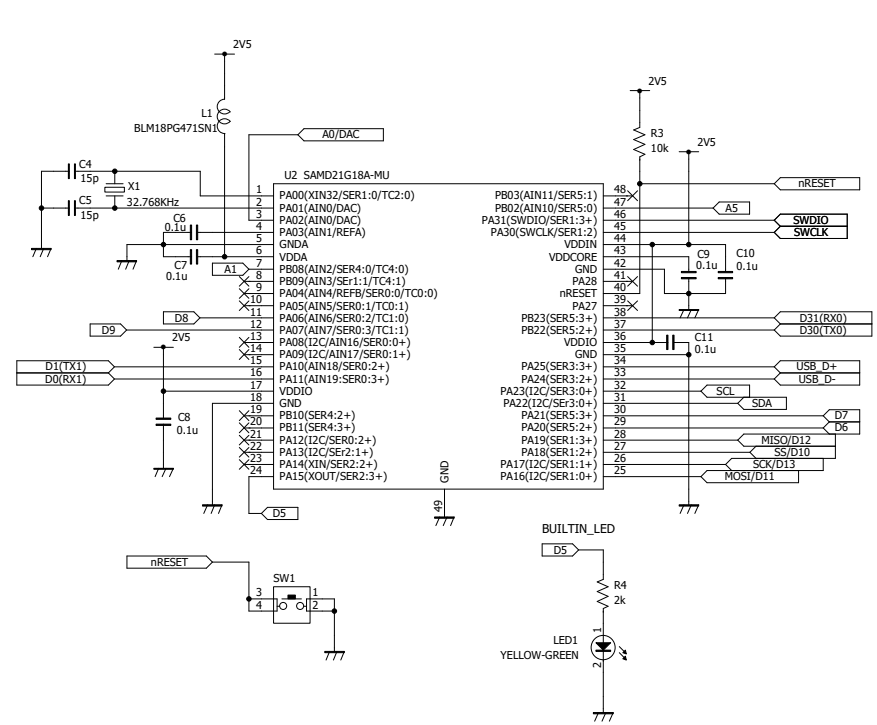 2V5
L1
BLM18PG471SN1
A0/DAC
2V5
R3
10k
2V5
C4
15p
X1
C5
15p
32.768KHz
C6
0.1u
C7
0.1u
nRESET
A5
SWDIO
SWCLK
C9
0.1u
C10
0.1u
U2 SAMD21G18A-MU
1 PA00(XIN32/SER1:0/TC2:0)
2 PA01(AIN0/DAC)
3 PA02(AIN0/DAC)
4 PA03(AIN1/REFA)
5 GNDA
6 VDDA
A1 7 PB08(AIN2/SER4:0/TC4:0)
8 PB09(AIN3/SEr1:1/TC4:1)
9 PA04(AIN4/REFB/SER0:0/TC0:0)
10 PA05(AIN5/SER0:1/TC0:1)
D8 11 PA06(AIN6/SER0:2/TC1:0)
D9 12 PA07(AIN7/SER0:3/TC1:1)
13 PA08(I2C/AIN16/SER0:0+)
14 PA09(I2C/AIN17/SER0:1+)
D1(TX1) 15 PA10(AIN18/SER0:2+)
D0(RX1) 16 PA11(AIN19:SER0:3+)
17 VDDIO
18 GND
19 PB10(SER4:2+)
20 PB11(SER4:3+)
21 PA12(I2C/SER0:2+)
22 PA13(I2C/SEr2:1+)
23 PA14(XIN/SER2:2+)
24 PA15(XOUT/SER2:3+)
2V5
C8
0.1u
D5
PB03(AIN11/SER5:1) 48
PB02(AIN10/SER5:0) 47
PA31(SWDIO/SER1:3+) 46
PA30(SWCLK/SER1:2) 45
VDDIN 44
VDDCORE 43
GND 42
PA28 41
nRESET 40
PA27 39
PB23(SER5:3+) 38 D31(RX0)
PB22(SER5:2+) 37 D30(TX0)
VDDIO 36
C11
0.1u
GND 35
PA25(SER3:3+) 34 USB_D+
PA24(SER3:2+) 33 USB_D-
PA23(I2C/SER3:0+) 32 SCL
PA22(I2C/SEr3:0+) 31 SDA
PA21(SER5:3+) 30 D7
PA20(SER5:2+) 29 D6
PA19(SER1:3+) 28 MISO/D12
PA18(SER1:2+) 27 SS/D10
PA17(I2C/SER1:1+) 26 SCK/D13
PA16(I2C/SER1:0+) 25 MOSI/D11
GND
49
nRESET
SW1
3 1
4 2
BUILTIN_LED
D5
R4
2k
1
LED1
YELLOW-GREEN
2